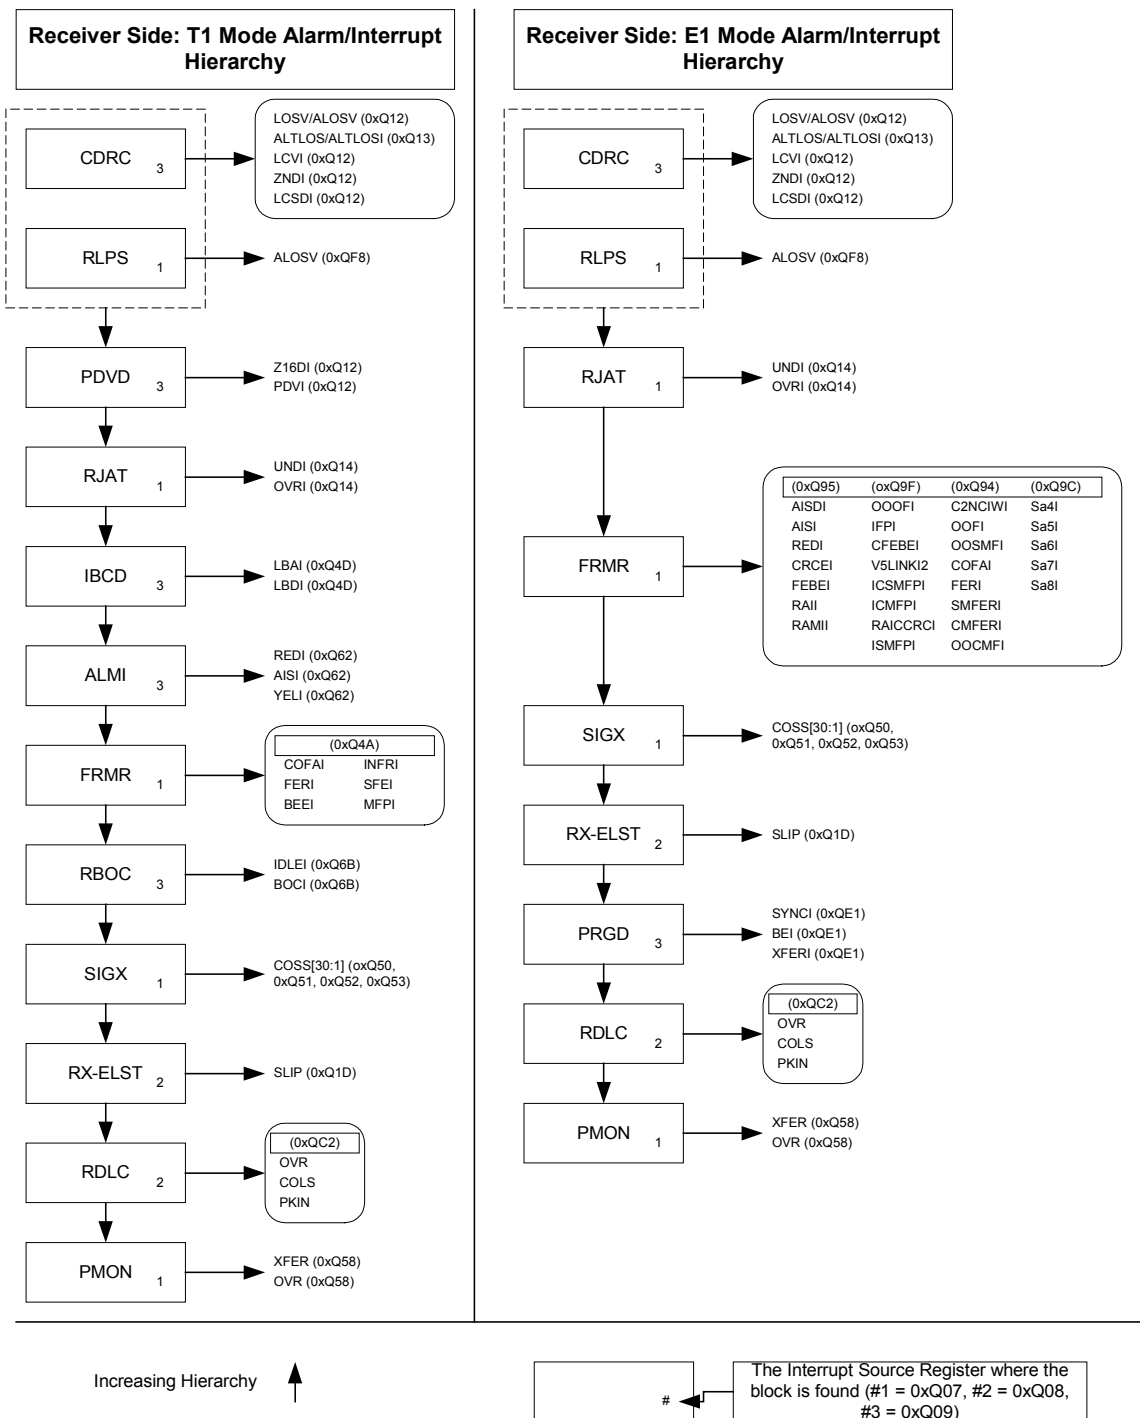 Receiver Side: T1 Mode Alarm/Interrupt
Hierarchy
CDRC
3
LOSV/ALOSV (0xQ12)
ALTLOS/ALTLOSI (0xQ13)
LCVI (0xQ12)
ZNDI (0xQ12)
LCSDI (0xQ12)
RLPS
1
ALOSV (0xQF8)
PDVD
3
Z16DI (0xQ12)
PDVI (0xQ12)
RJAT
1
UNDI (0xQ14)
OVRI (0xQ14)
IBCD
3
LBAI (0xQ4D)
LBDI (0xQ4D)
ALMI
3
REDI (0xQ62)
AISI (0xQ62)
YELI (0xQ62)
FRMR
1
(0xQ4A)
COFAI INFRI
FERI SFEI
BEEI MFPI
RBOC
3
IDLEI (0xQ6B)
BOCI (0xQ6B)
SIGX
1
COSS[30:1] (oxQ50,
0xQ51, 0xQ52, 0xQ53)
RX-ELST
2
SLIP (0xQ1D)
RDLC
2
(0xQC2)
OVR
COLS
PKIN
PMON
1
XFER (0xQ58)
OVR (0xQ58)
Receiver Side: E1 Mode Alarm/Interrupt
Hierarchy
CDRC
3
LOSV/ALOSV (0xQ12)
ALTLOS/ALTLOSI (0xQ13)
LCVI (0xQ12)
ZNDI (0xQ12)
LCSDI (0xQ12)
RLPS
1
ALOSV (0xQF8)
RJAT
1
UNDI (0xQ14)
OVRI (0xQ14)
FRMR
1
(0xQ95) (oxQ9F) (0xQ94) (0xQ9C)
AISDI OOOFI C2NCIWI Sa4I
AISI IFPI OOFI Sa5I
REDI CFEBEI OOSMFI Sa6I
CRCEI V5LINKI2 COFAI Sa7I
FEBEI ICSMFPI FERI Sa8I
RAII ICMFPI SMFERI
RAMII RAICCRCI CMFERI
ISMFPI OOCMFI
SIGX
1
COSS[30:1] (oxQ50,
0xQ51, 0xQ52, 0xQ53)
RX-ELST
2
SLIP (0xQ1D)
PRGD
3
SYNCI (0xQE1)
BEI (0xQE1)
XFERI (0xQE1)
RDLC
2
(0xQC2)
OVR
COLS
PKIN
PMON
1
XFER (0xQ58)
OVR (0xQ58)
Increasing Hierarchy
#
The Interrupt Source Register where the
block is found (#1 = 0xQ07, #2 = 0xQ08,
#3 = 0xQ09)